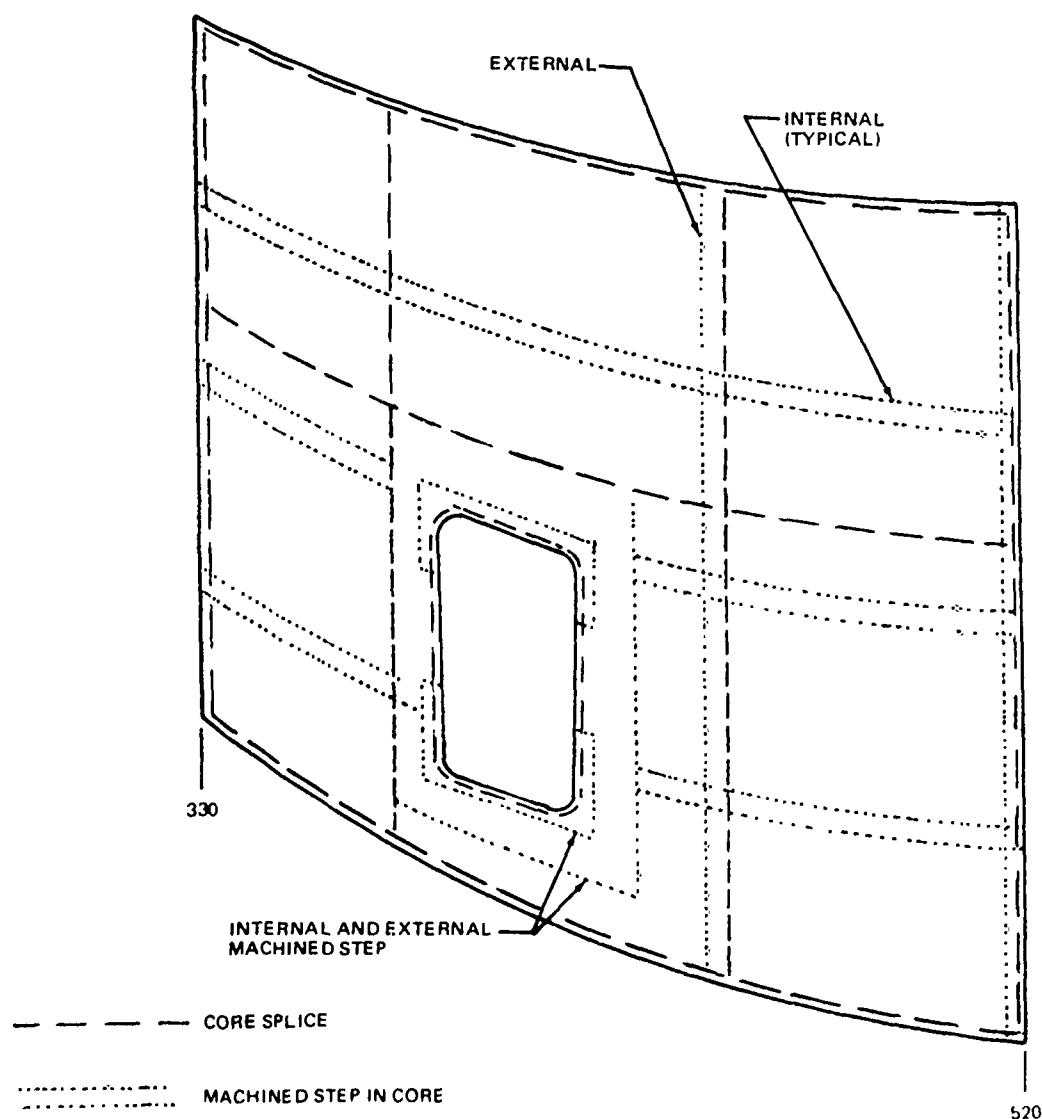 EXTERNAL
INTERNAL
(TYPICAL)
330
INTERNAL AND EXTERNAL
MACHINED STEP
CORE SPLICE
MACHINED STEP IN CORE
520